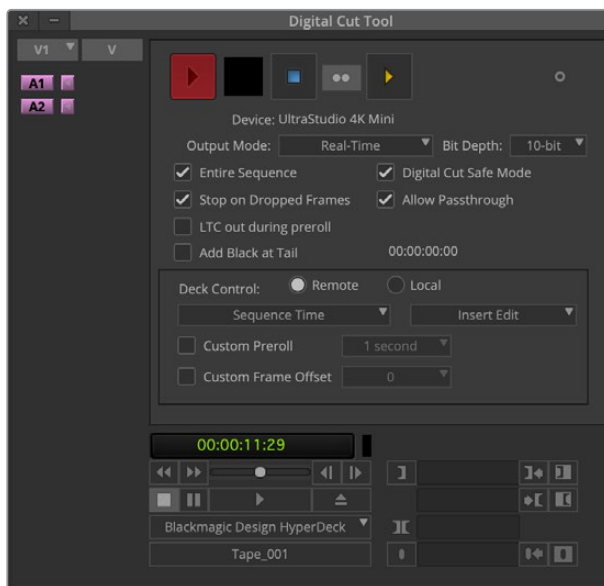 Digital Cut Tool
V1 V
A1
A2
Device: UltraStudio 4K Mini
Output Mode: Real-Time Bit Depth: 10-bit
Entire Sequence Digital Cut Safe Mode
Stop on Dropped Frames Allow Passthrough
LTC out during preroll
Add Black at Tail 00:00:00:00
Deck Control: Remote Local
Sequence Time Insert Edit
Custom Preroll 1 second
Custom Frame Offset 0
00:00:11:29
Blackmagic Design HyperDeck
Tape_001